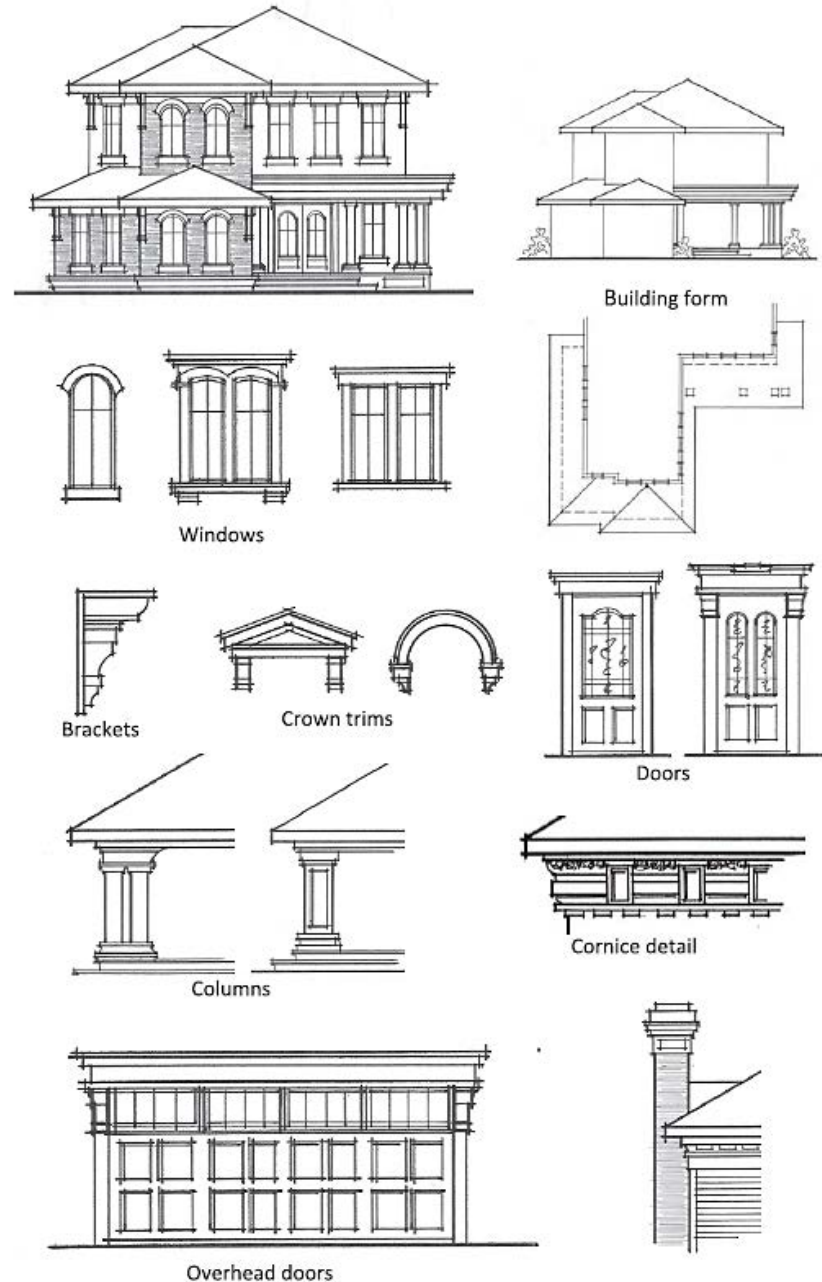 Building form
Windows
Brackets
Crown trims
Doors
Columns
Cornice detail
Overhead doors